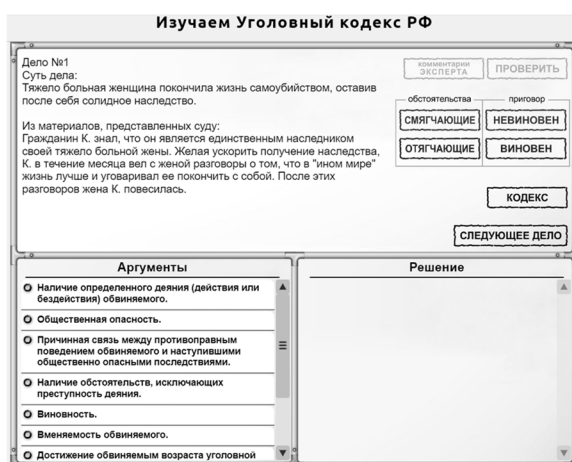 Изучаем Уголовный кодекс РФ
Дело №1
Суть дела:
Тяжело больная женщина покончила жизнь самоубийством, оставив
после себя солидное наследство.
Из материалов, представленных суду:
Гражданин К. знал, что он является единственным наследником
своей тяжело больной жены. Желая ускорить получение наследства,
К. в течение месяца вел с женой разговоры о том, что в "ином мире"
жизнь лучше и уговаривал ее покончить с собой. После этих
разговоров жена К. повесилась.
комментарии
ЭКСПЕРТА
ПРОВЕРИТЬ
обстоятельства
приговор
СМЯГЧАЮЩИЕ
НЕВИНОВЕН
ОТЯГЧАЮЩИЕ
ВИНОВЕН
КОДЕКС
СЛЕДУЮЩЕЕ ДЕЛО
Аргументы
Наличие определенного деяния (действия или
бездействия) обвиняемого.
Общественная опасность.
Причинная связь между противоправным
поведением обвиняемого и наступившими
общественно опасными последствиями.
Наличие обстоятельств, исключающих
преступность деяния.
Виновность.
Вменяемость обвиняемого.
Достижение обвиняемым возраста уголовной
Решение